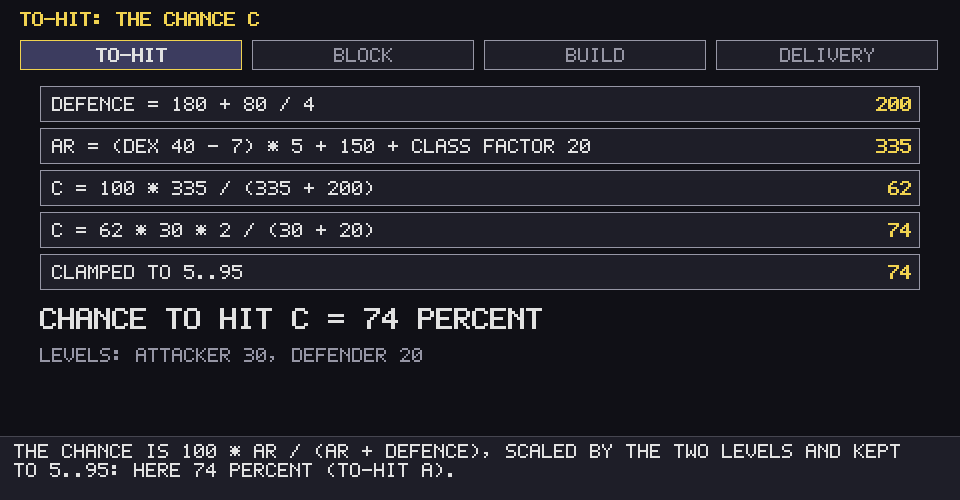 TO-HIT: THE CHANCE C
TO-HIT BLOCK BUILD DELIVERY
DEFENCE = 180 + 80 / 4 200
AR = (DEX 40 - 7) * 5 + 150 + CLASS FACTOR 20 335
C = 100 * 335 / (335 + 200) 62
C = 62 * 30 * 2 / (30 + 20) 74
CLAMPED TO 5..95 74
CHANCE TO HIT C = 74 PERCENT
LEVELS: ATTACKER 30, DEFENDER 20
THE CHANCE IS 100 * AR / (AR + DEFENCE), SCALED BY THE TWO LEVELS AND KEPT
TO 5..95: HERE 74 PERCENT (TO-HIT A).